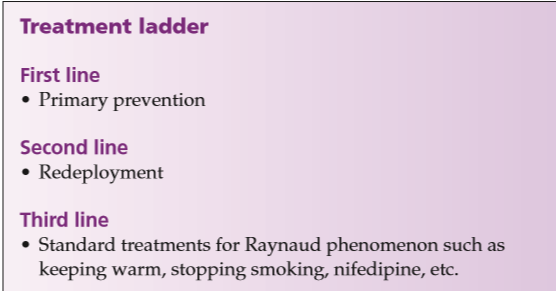 Treatment ladder
First line
• Primary prevention
Second line
• Redeployment
Third line
• Standard treatments for Raynaud phenomenon such as
keeping warm, stopping smoking, nifedipine, etc.